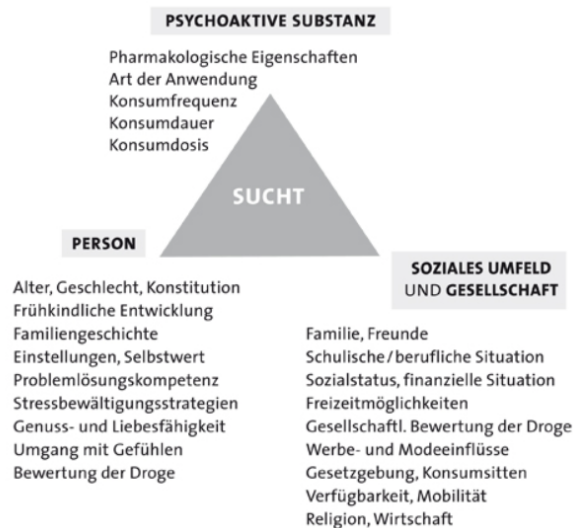 PSYCHOAKTIVE SUBSTANZ
Pharmakologische Eigenschaften
Art der Anwendung
Konsumfrequenz
Konsumdauer
Konsumdosis
SUCHT
PERSON
Alter, Geschlecht, Konstitution
Frühkindliche Entwicklung
Familiengeschichte
Einstellungen, Selbstwert
Problemlösungskompetenz
Stressbewältigungsstrategien
Genuss- und Liebesfähigkeit
Umgang mit Gefühlen
Bewertung der Droge
SOZIALES UMFELD
UND GESELLSCHAFT
Familie, Freunde
Schulische/berufliche Situation
Sozialstatus, finanzielle Situation
Freizeitmöglichkeiten
Gesellschaftl. Bewertung der Droge
Werbe- und Modeeinflüsse
Gesetzgebung, Konsumsitten
Verfügbarkeit, Mobilität
Religion, Wirtschaft